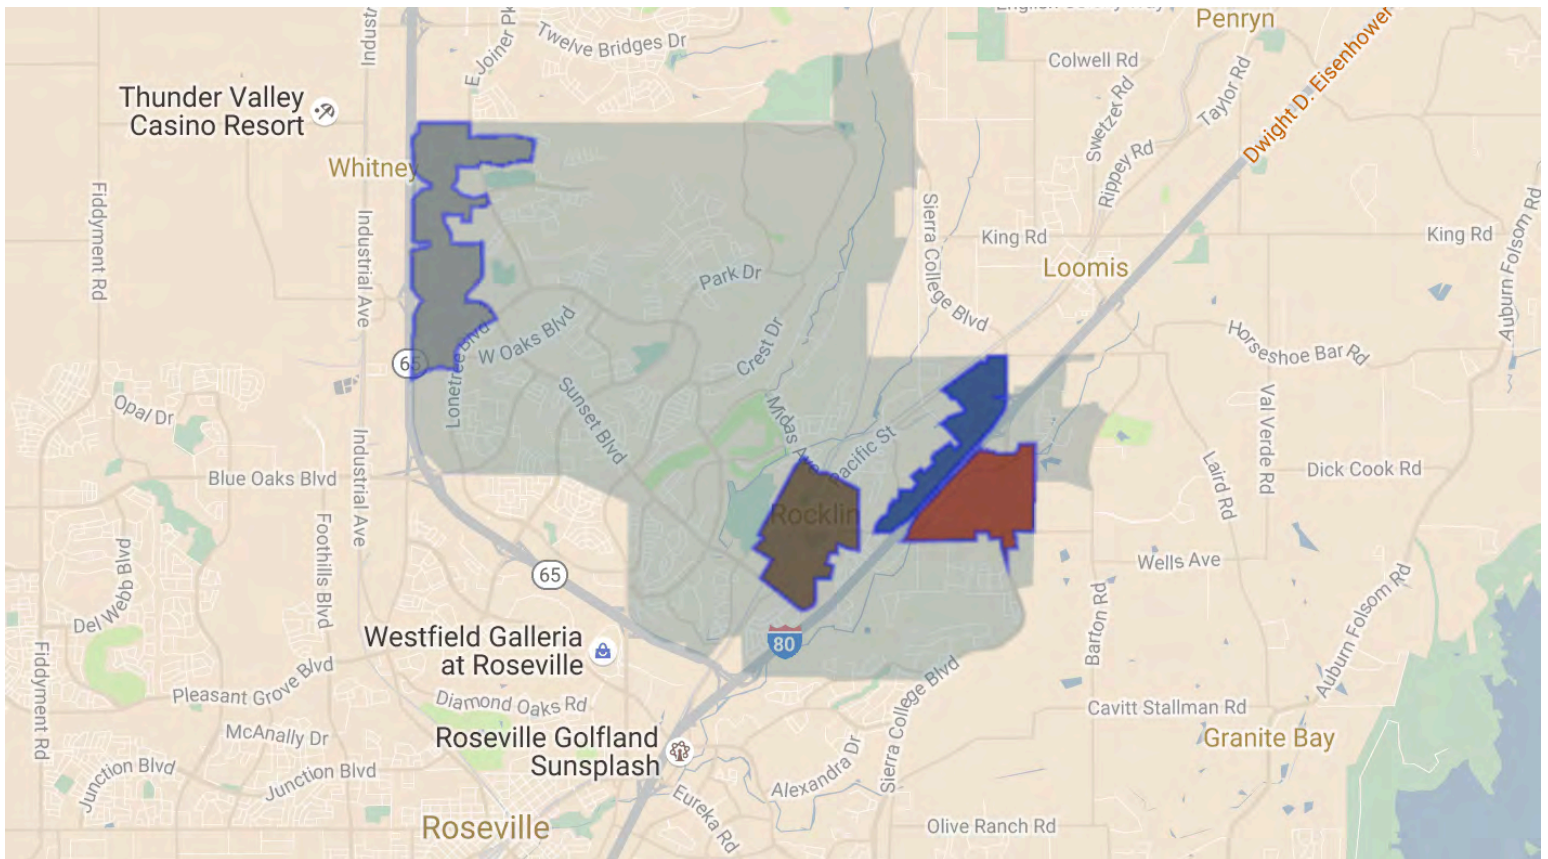 Penryn
Twelve Bridges Dr
E Joiner Pk
Colwell Rd
Taylor Rd
Swetzer Rd
Rippey Rd
Dwight D. Eisenhower
Thunder Valley
Casino Resort
Whitney
Fiddyment Rd
Industrial Ave
Sierra College Blvd
King Rd
King Rd
Loomis
Auburn Folsom Rd
Park Dr
Crest Dr
W Oaks Blvd
Lonetree Blvd
65
Sunset Blvd
Midas Ave
Pacific St
Horseshoe Bar Rd
Val Verde Rd
Laird Rd
Dick Cook Rd
Opal Dr
Blue Oaks Blvd
Industrial Ave
Foothills Blvd
Del Webb Blvd
Rocklin
Wells Ave
65
Barton Rd
Auburn Folsom Rd
80
Westfield Galleria
at Roseville
Fiddyment Rd
Pleasant Grove Blvd
Diamond Oaks Rd
McAnally Dr
Junction Blvd
Junction Blvd
Roseville Golfland
Sunsplash
Sierra College Blvd
Alexandra Dr
Cavitt Stallman Rd
Granite Bay
Eureka Rd
Olive Ranch Rd
Roseville